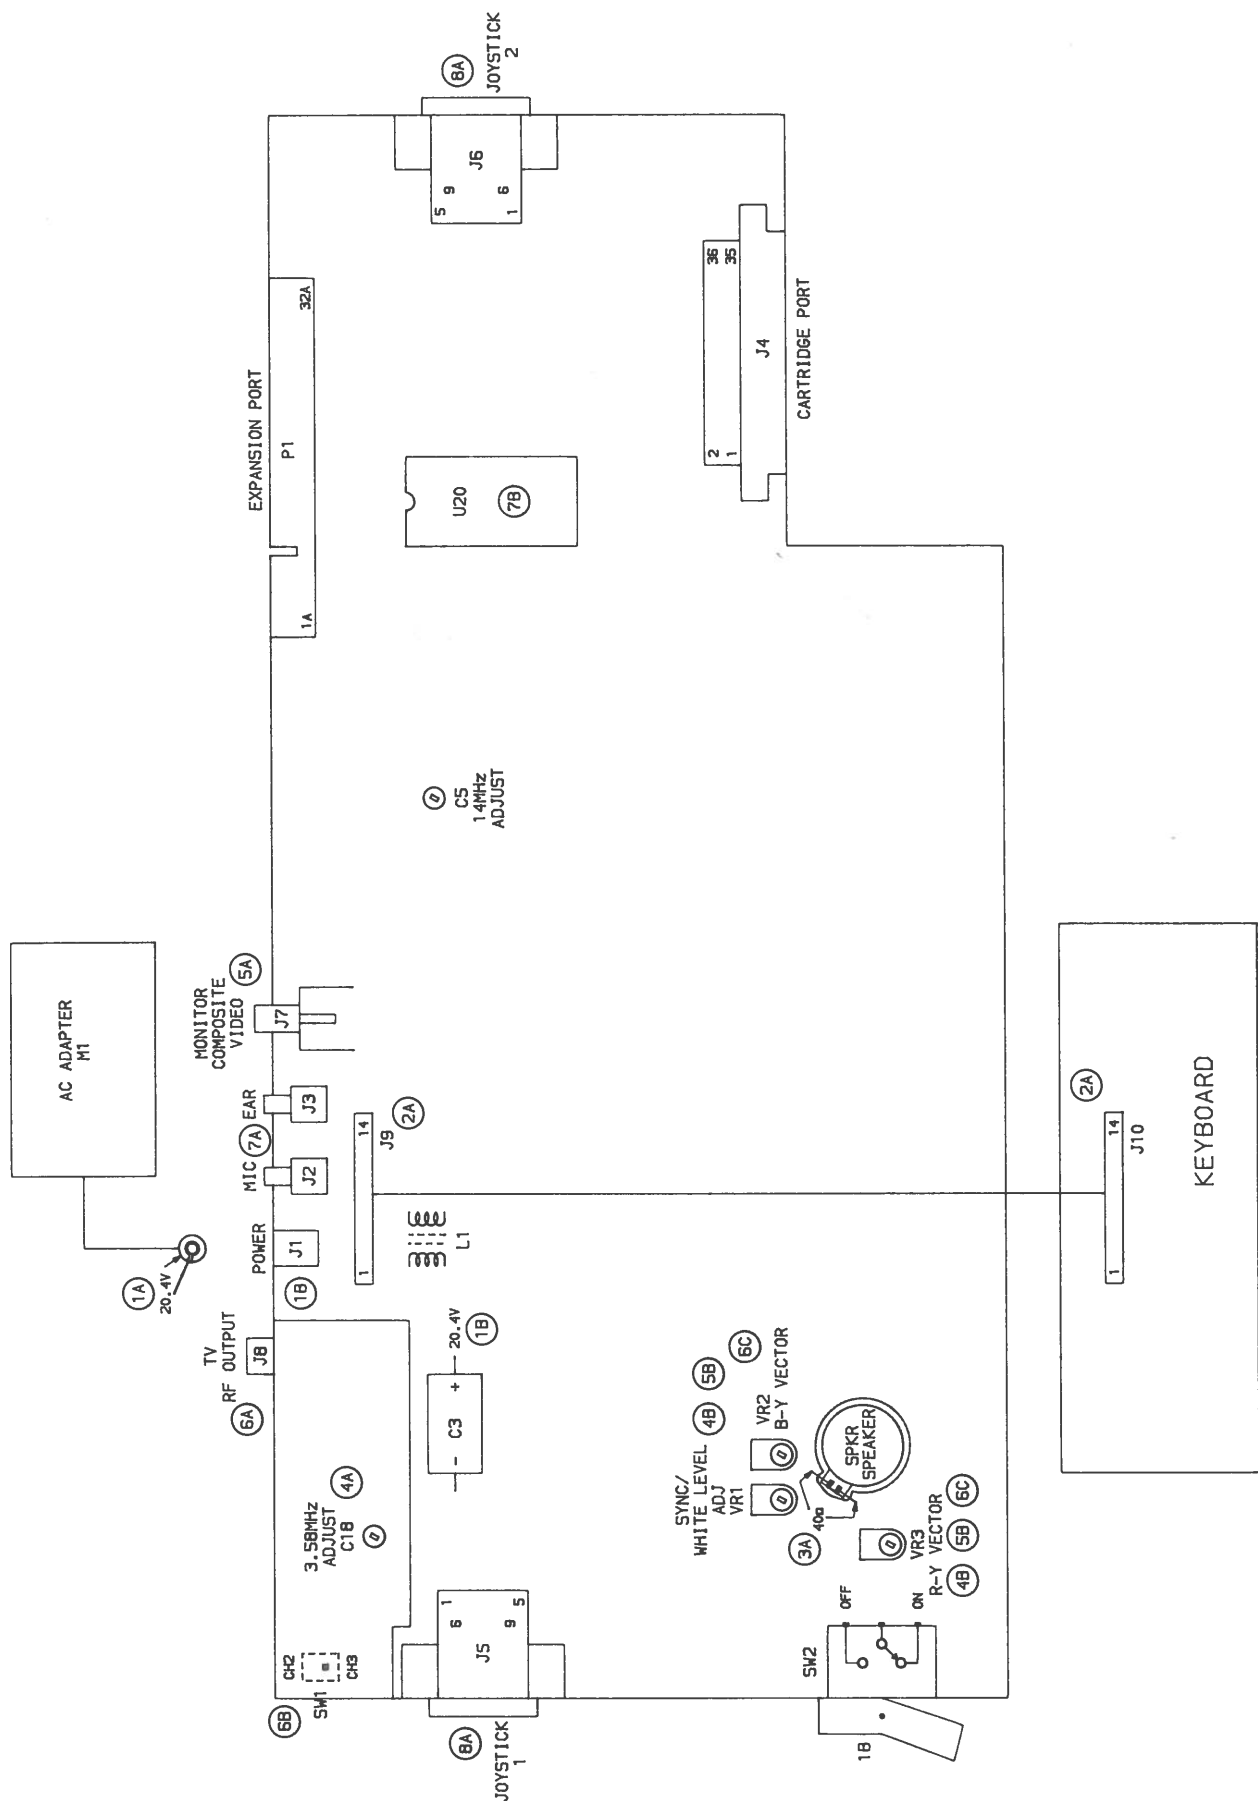 AC ADAPTER
M1
1A
20.4V
TV
RF OUTPUT
6A
J8
POWER
J1
1B
MIC
7A
EAR
J2
J3
MONITOR
COMPOSITE
VIDEO
5A
J7
EXPANSION PORT
P1
1A
32A
6B
SW1
CH2
CH3
3.58MHz
ADJUST
C18
4A
- C3 +
20.4V
1B
L1
J9
1
14
2A
C5
14MHz
ADJUST
U20
7B
8A
JOYSTICK
2
J6
5
9
6
1
8A
JOYSTICK
1
J5
1
6
9
5
36
35
2
1
J4
CARTRIDGE PORT
SYNC/
WHITE LEVEL
ADJ
VR1
4B
5B
6C
VR2
B-Y VECTOR
3A
40Ω
SPKR
SPEAKER
VR3
R-Y VECTOR
4B
5B
6C
SW2
OFF
ON
1B
2A
1
14
J10
KEYBOARD